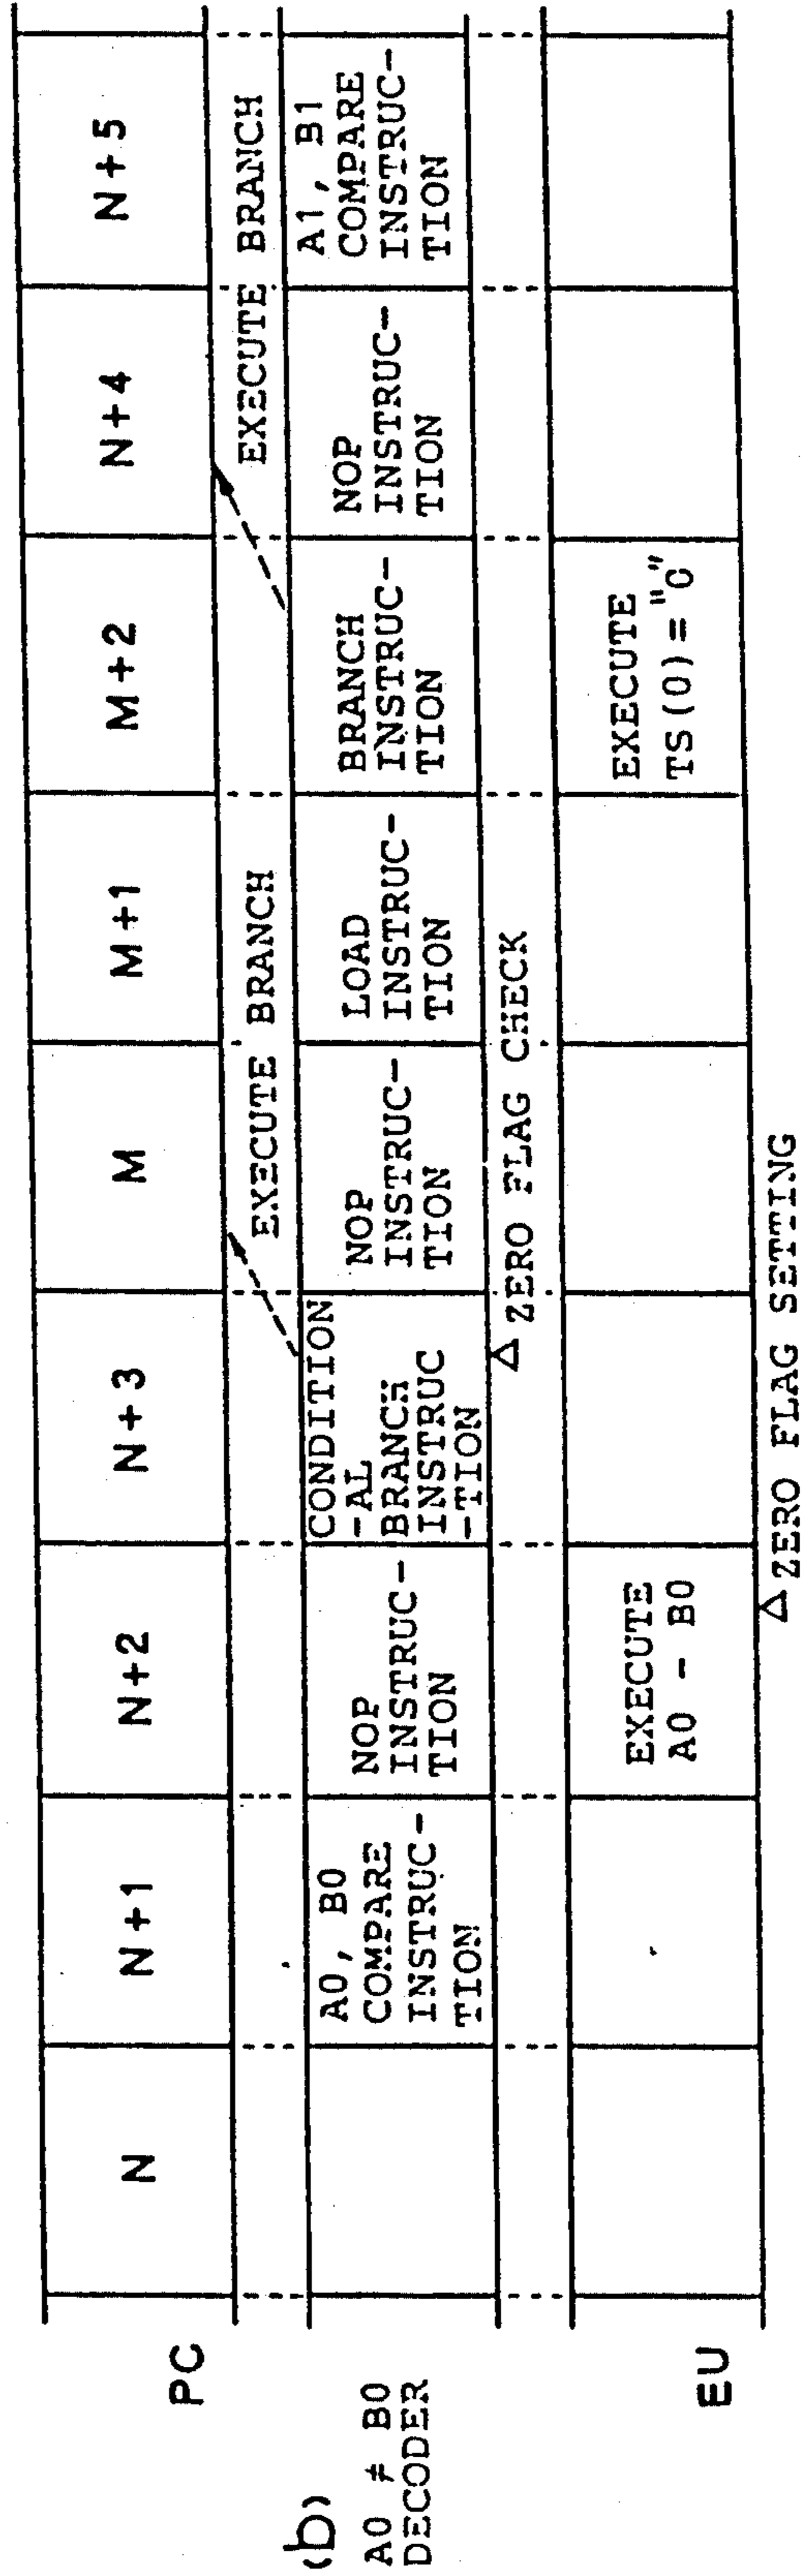 (b)
A0 ≠ B0
DECODER
PC
N
N+1
N+2
N+3
M
M+1
M+2
N+4
N+5
EXECUTE BRANCH
EXECUTE BRANCH
A0, B0
COMPARE
INSTRUC-
TION
NOP
INSTRUC-
TION
CONDITION
-AL
BRANCH
INSTRUC
-TION
NOP
INSTRUC-
TION
LOAD
INSTRUC-
TION
BRANCH
INSTRUC-
TION
NOP
INSTRUC-
TION
A1, B1
COMPARE
INSTRUC-
TION
ZERO FLAG CHECK
EU
EXECUTE
A0 - B0
EXECUTE
TS(0)="0"
ZERO FLAG SETTING